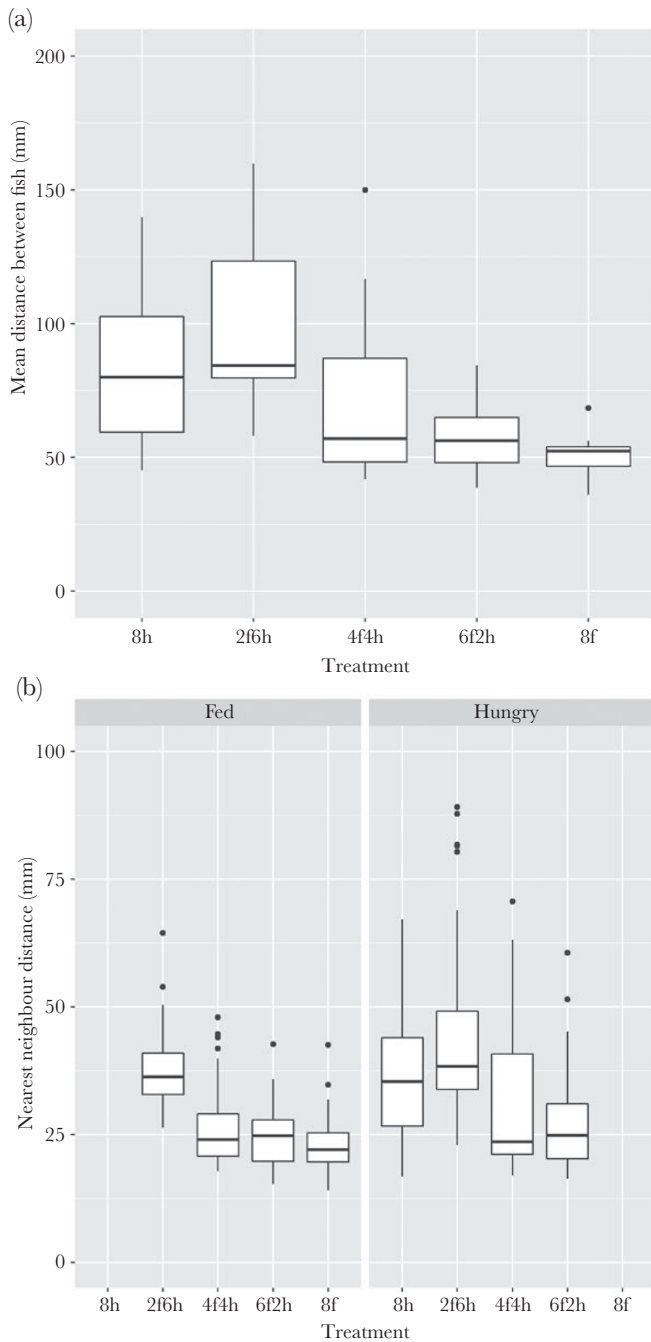 (a)
200
150
100
50
0
Mean distance between fish (mm)
8h 2f6h 4f4h 6f2h 8f
Treatment
(b)
Fed Hungry
100
75
50
25
0
Nearest neighbour distance (mm)
8h 2f6h 4f4h 6f2h 8f 8h 2f6h 4f4h 6f2h 8f
Treatment